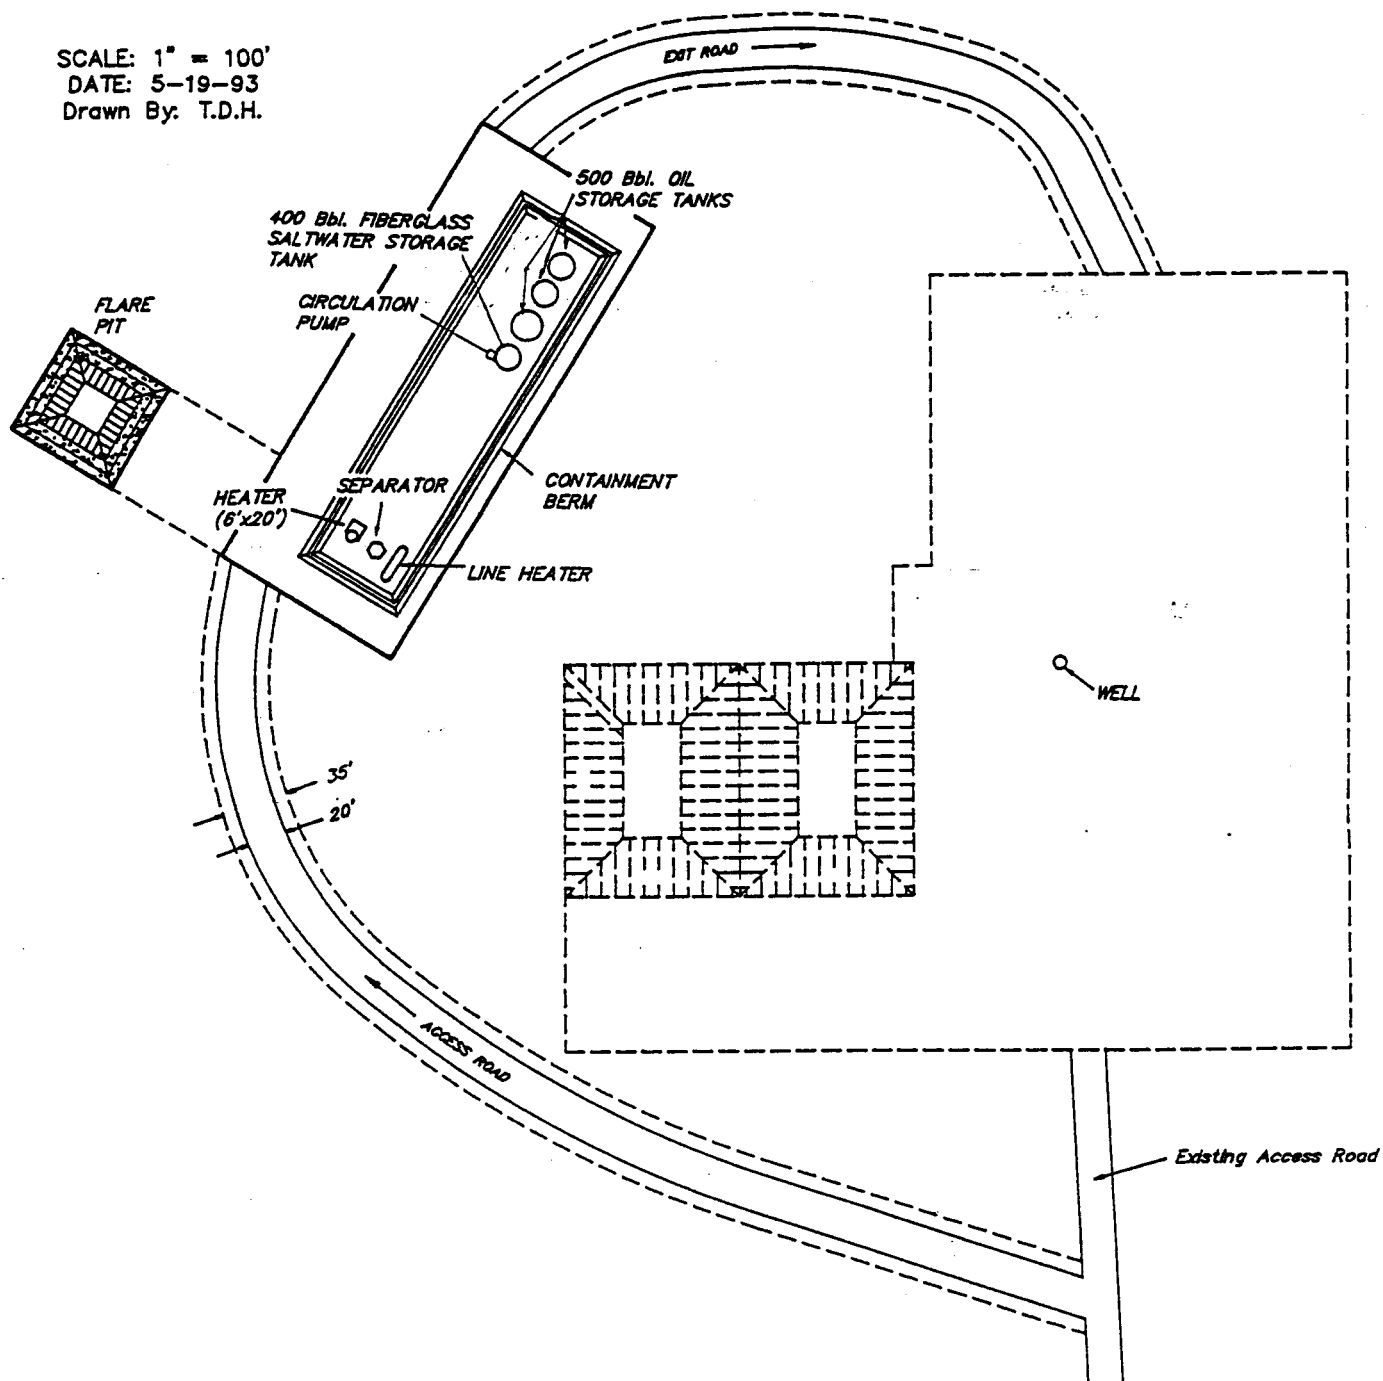 SCALE: 1" = 100'
DATE: 5-19-93
Drawn By: T.D.H.
EXIT ROAD
500 Bbl. OIL
STORAGE TANKS
400 Bbl. FIBERGLASS
SALTWATER STORAGE
TANK
CIRCULATION
PUMP
FLARE
PIT
HEATER
(6'x20')
SEPARATOR
CONTAINMENT
BERM
LINE HEATER
WELL
35'
20'
ACCESS ROAD
Existing Access Road